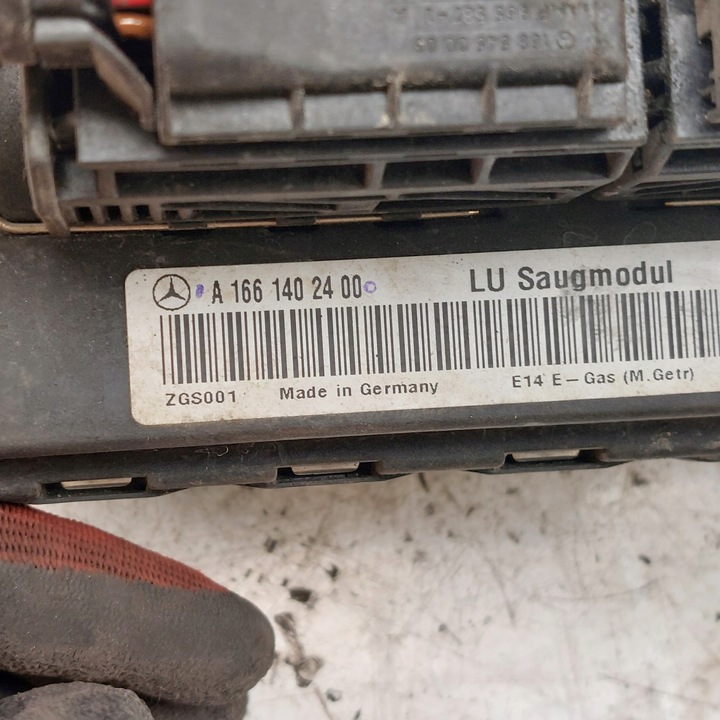 A 166 140 24 00
LU Saugmodul
ZGS001
Made in Germany
E14 E-Gas (M.Getr)